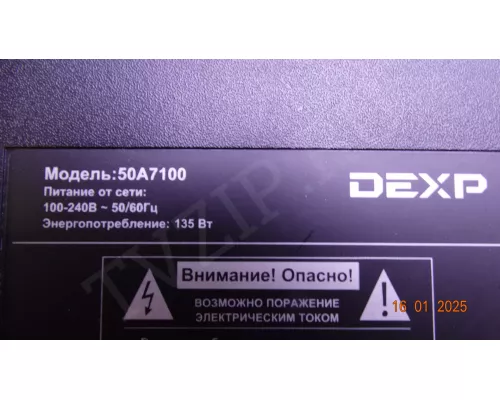 Модель:50A7100
DEXP
Питание от сети:
100-240В ~ 50/60Гц
Энергопотребление: 135 Вт
Внимание! Опасно!
ВОЗМОЖНО ПОРАЖЕНИЕ
ЭЛЕКТРИЧЕСКИМ ТОКОМ
16 01 2025